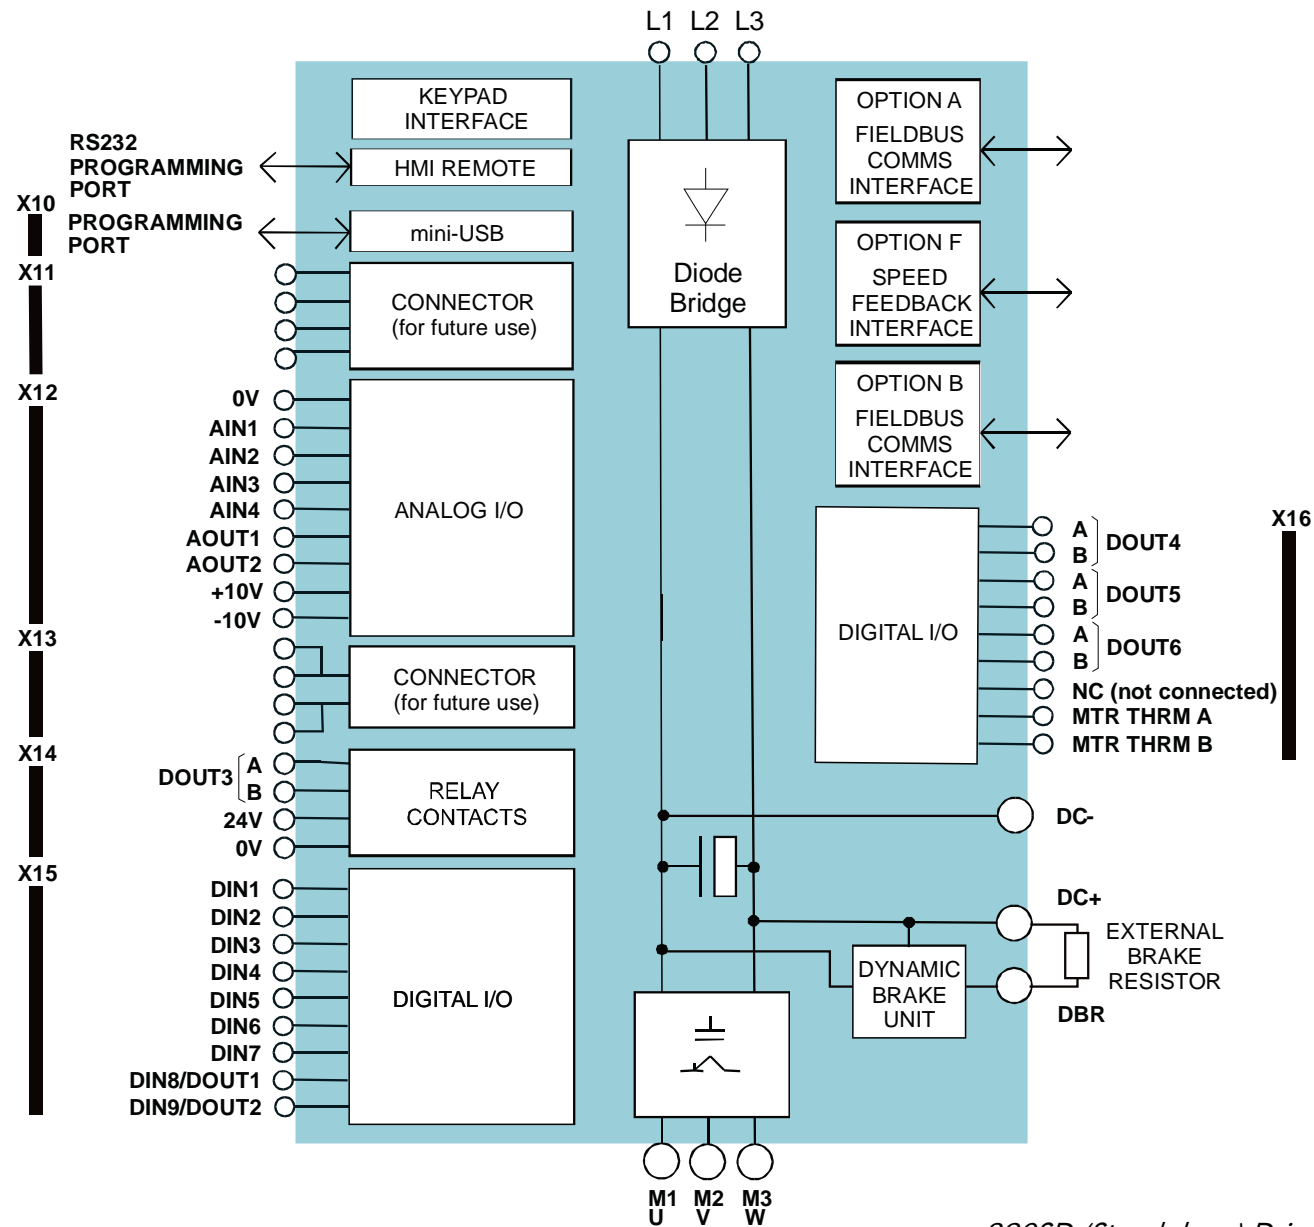 L1 L2 L3
KEYPAD
INTERFACE
RS232
PROGRAMMING
PORT
HMI REMOTE
X10
PROGRAMMING
PORT
mini-USB
X11
CONNECTOR
(for future use)
X12
0V
AIN1
AIN2
AIN3
AIN4
AOUT1
AOUT2
+10V
-10V
ANALOG I/O
X13
CONNECTOR
(for future use)
X14
DOUT3
A
B
24V
0V
RELAY
CONTACTS
X15
DIN1
DIN2
DIN3
DIN4
DIN5
DIN6
DIN7
DIN8/DOUT1
DIN9/DOUT2
DIGITAL I/O
Diode
Bridge
OPTION A
FIELDBUS
COMMS
INTERFACE
OPTION F
SPEED
FEEDBACK
INTERFACE
OPTION B
FIELDBUS
COMMS
INTERFACE
DIGITAL I/O
X16
A
B
DOUT4
A
B
DOUT5
A
B
DOUT6
NC (not connected)
MTR THRM A
MTR THRM B
DC-
DC+
EXTERNAL
BRAKE
RESISTOR
DYNAMIC
BRAKE
UNIT
DBR
M1 M2 M3
U V W